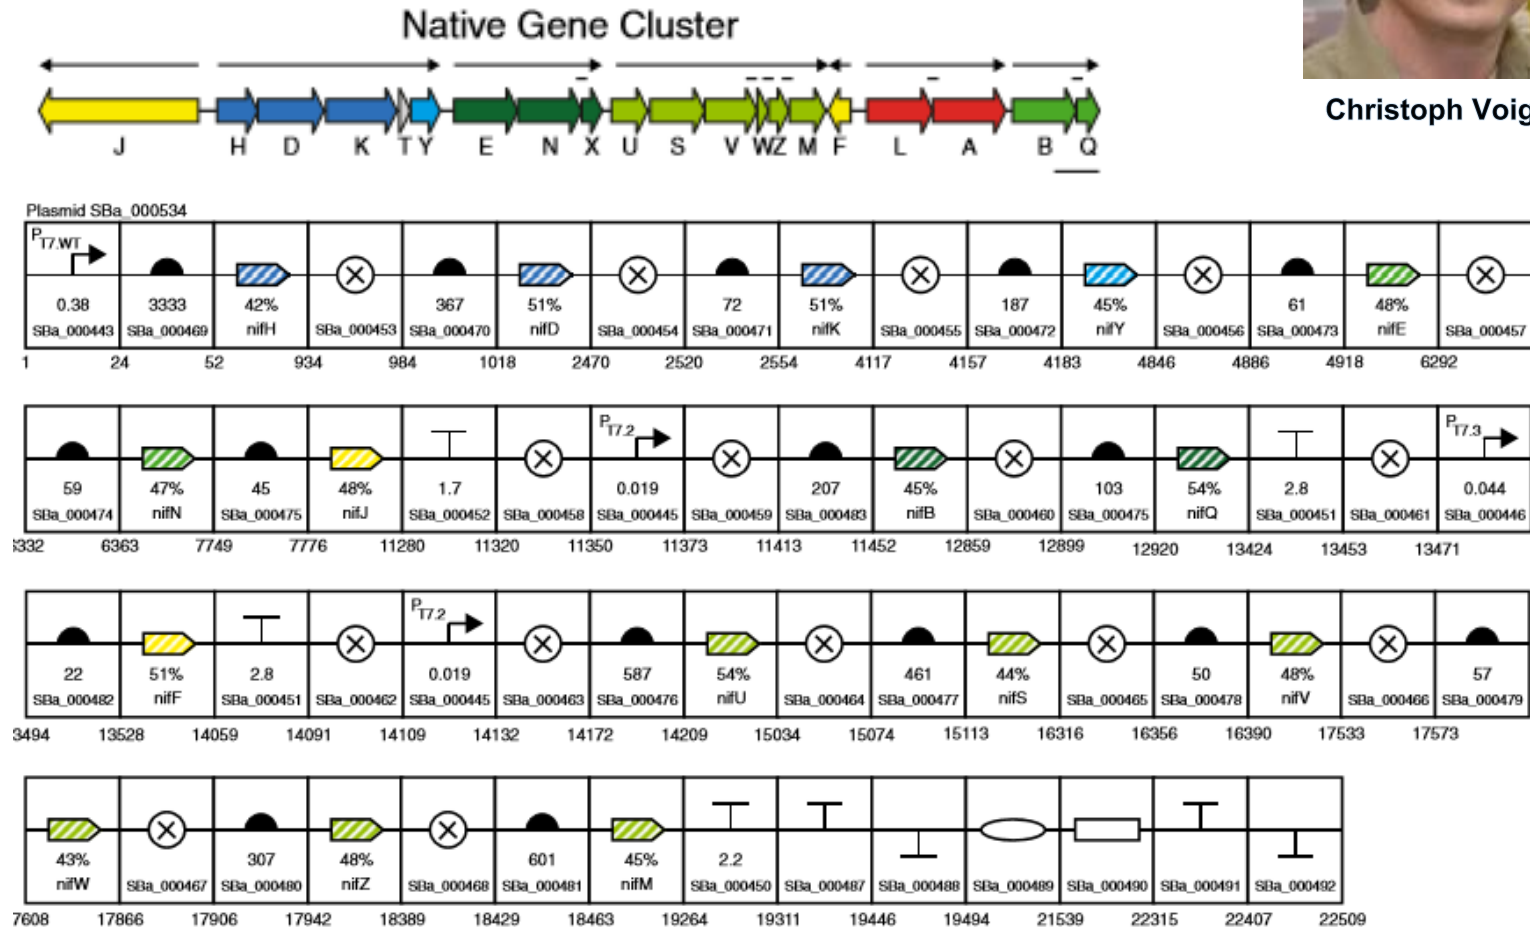 Native Gene Cluster
J H D K T Y E N X U S V W Z M F L A B Q
Christoph Voig
Plasmid SBa_000534
PT7.WT
0.38 3333 42% 367 51% 72 51% 187 45% 61 48%
SBa_000443 SBa_000469 nifH SBa_000453 SBa_000470 nifD SBa_000454 SBa_000471 nifK SBa_000455 SBa_000472 nifY SBa_000456 SBa_000473 nifE SBa_000457
1 24 52 934 984 1018 2470 2520 2554 4117 4157 4183 4846 4886 4918 6292
PT7.2 PT7.3
59 47% 45 48% 1.7 0.019 207 45% 103 54% 2.8 0.044
SBa_000474 nifN SBa_000475 nifJ SBa_000452 SBa_000458 SBa_000445 SBa_000459 SBa_000483 nifB SBa_000460 SBa_000475 nifQ SBa_000451 SBa_000461 SBa_000446
6332 6363 7749 7776 11280 11320 11350 11373 11413 11452 12859 12899 12920 13424 13453 13471
PT7.2
22 51% 2.8 0.019 587 54% 461 44% 50 48% 57
SBa_000482 nifF SBa_000451 SBa_000462 SBa_000445 SBa_000463 SBa_000476 nifU SBa_000464 SBa_000477 nifS SBa_000465 SBa_000478 nifV SBa_000466 SBa_000479
3494 13528 14059 14091 14109 14132 14172 14209 15034 15074 15113 16316 16356 16390 17533 17573
43% 307 48% 601 45% 2.2
nifW SBa_000467 SBa_000480 nifZ SBa_000468 SBa_000481 nifM SBa_000450 SBa_000487 SBa_000488 SBa_000489 SBa_000490 SBa_000491 SBa_000492
7608 17866 17906 17942 18389 18429 18463 19264 19311 19446 19494 21539 22315 22407 22509